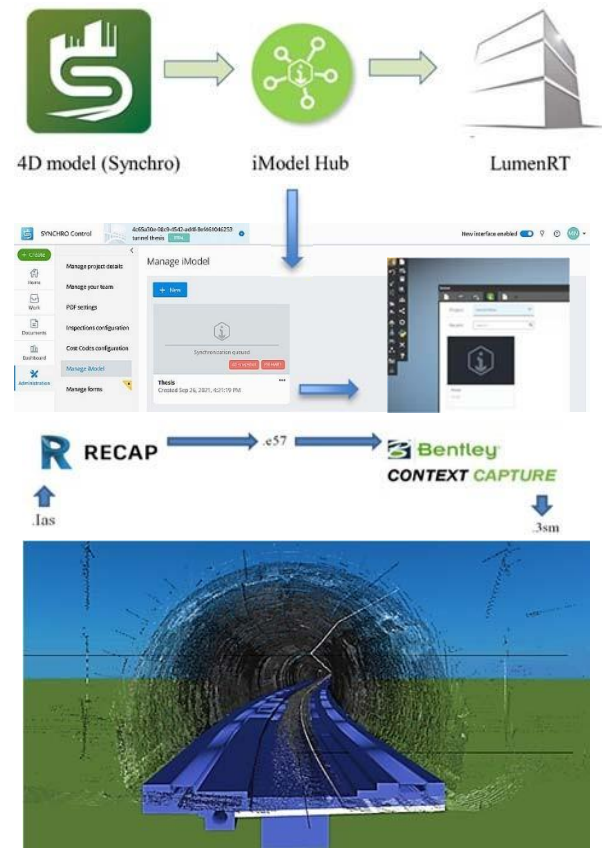 4D model (Synchro)
iModel Hub
LumenRT
SYNCHRO Control
tunnel thesis
New interface enabled
+ Create
Home
Work
Documents
Dashboard
Administration
Manage project details
Manage your team
PDF settings
Inspections configuration
Cost Codes configuration
Manage iModel
Manage forms
Manage iModel
+ New
Synchronization queued
Thesis
Created Sep 26, 2021, 4:21:19 PM
RECAP
.e57
Bentley
CONTEXT CAPTURE
.las
.3sm